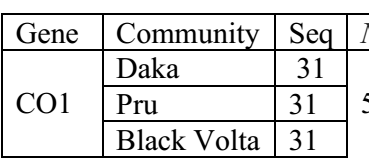 Gene Community Seq
Daka 31
CO1 Pru 31
Black Volta 31